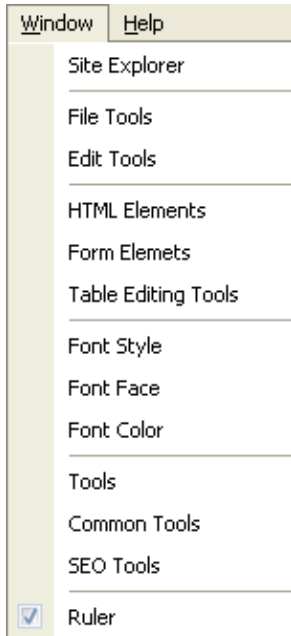 Window Help
Site Explorer
File Tools
Edit Tools
HTML Elements
Form Elemets
Table Editing Tools
Font Style
Font Face
Font Color
Tools
Common Tools
SEO Tools
Ruler